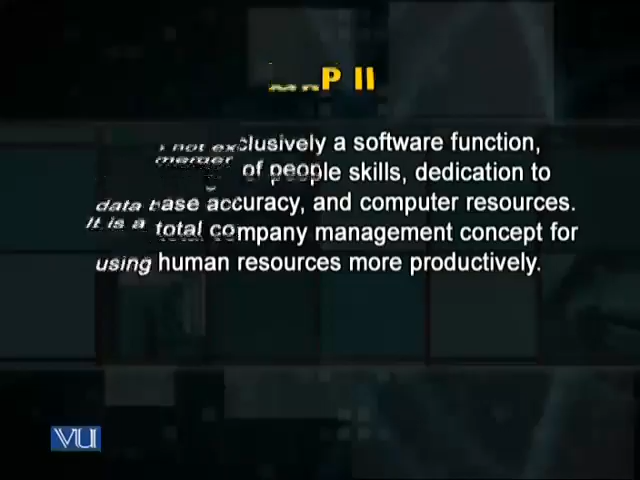 P II
not exclusively a software function,
merger of people skills, dedication to
data base accuracy, and computer resources.
It is a total company management concept for
using human resources more productively.
VU